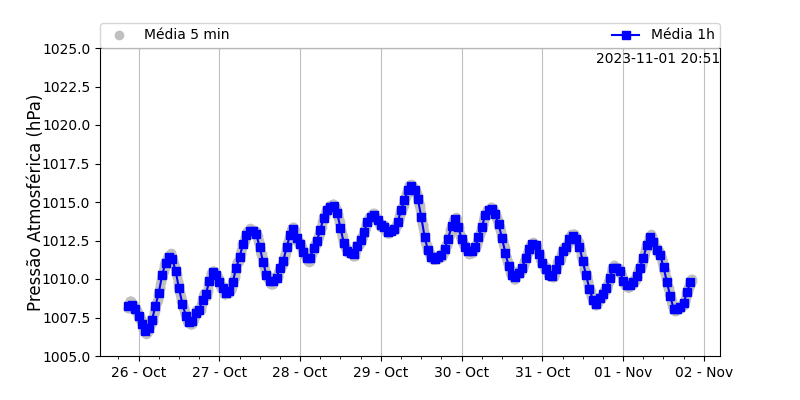 Média 5 min
Média 1h
2023-11-01 20:51
Pressão Atmosférica (hPa)
1025.0
1022.5
1020.0
1017.5
1015.0
1012.5
1010.0
1007.5
1005.0
26 - Oct
27 - Oct
28 - Oct
29 - Oct
30 - Oct
31 - Oct
01 - Nov
02 - Nov